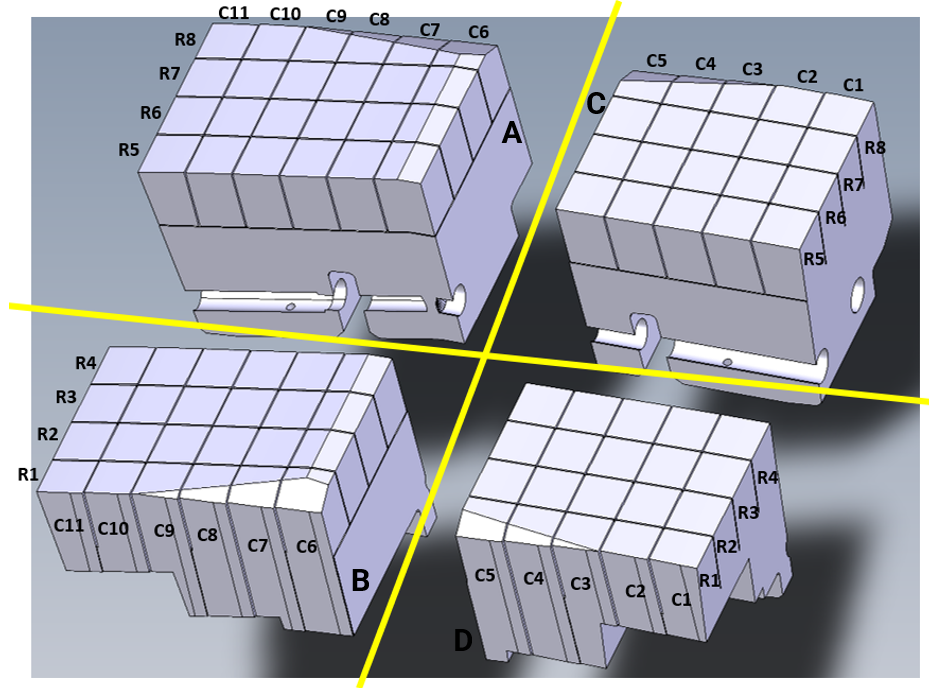 C11 C10 C9 C8 C7 C6
R8
R7
R6
R5
A
C5 C4 C3 C2 C1
C
R8
R7
R6
R5
R4
R3
R2
R1
C11 C10 C9 C8 C7 C6
B
R4
R3
R2
R1
C5 C4 C3 C2 C1
D